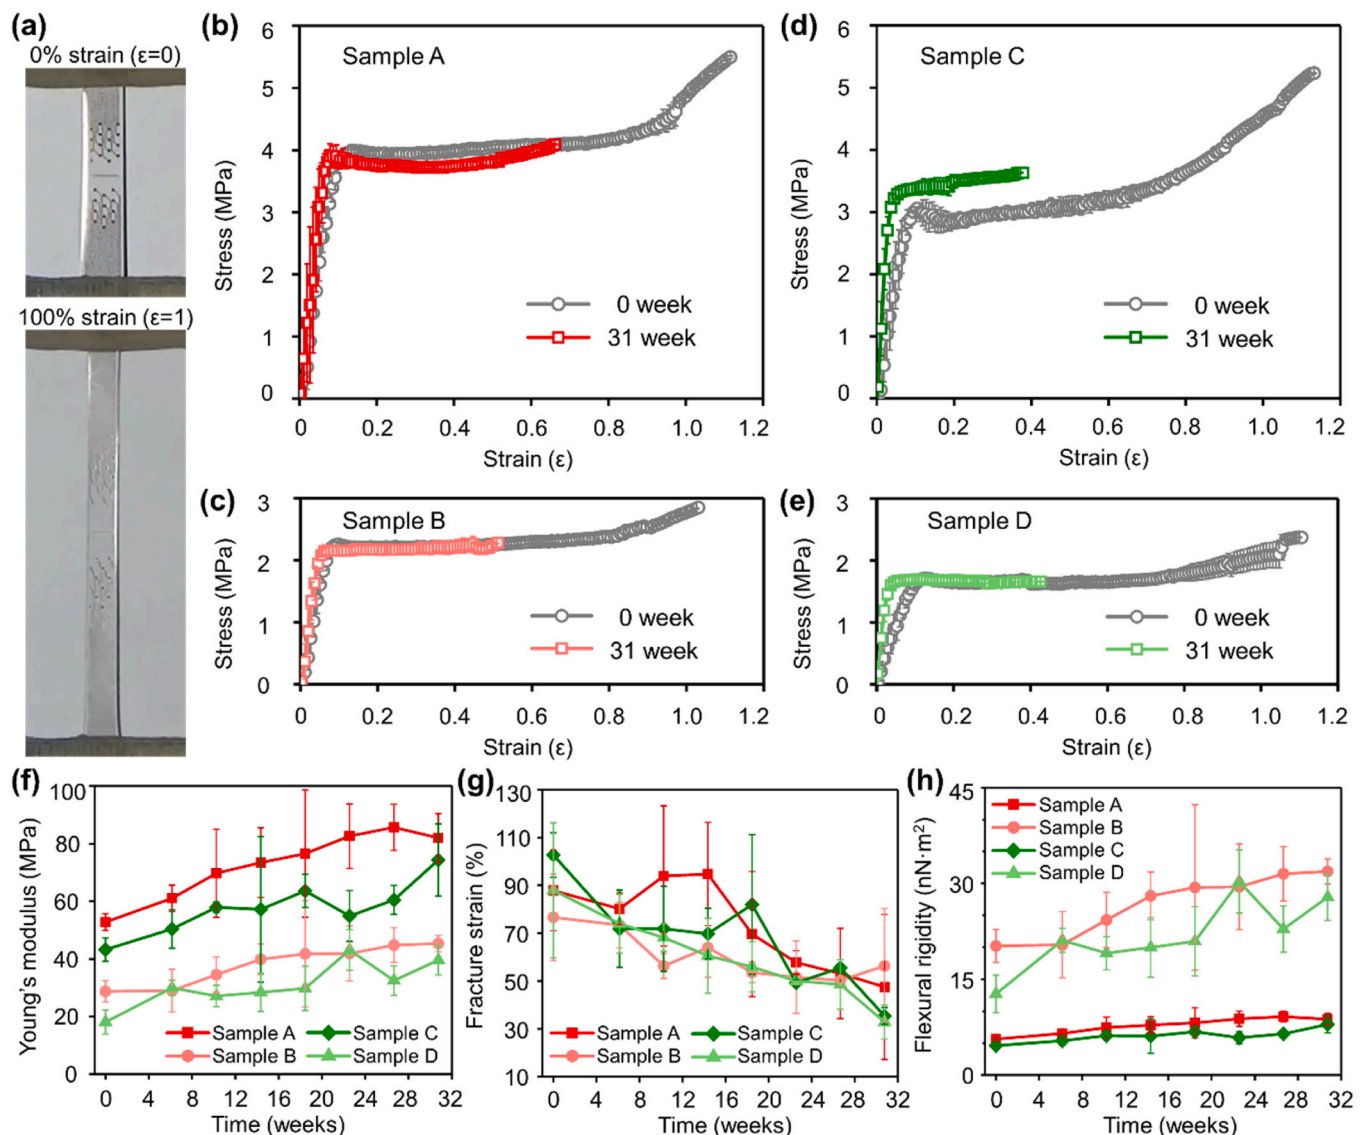 (a)
0% strain (ε=0)
100% strain (ε=1)
(b)
Sample A
Stress (MPa)
6
5
4
3
2
1
0
0 week
31 week
0 0.2 0.4 0.6 0.8 1.0 1.2
Strain (ε)
(d)
Sample C
Stress (MPa)
6
5
4
3
2
1
0
0 week
31 week
0 0.2 0.4 0.6 0.8 1.0 1.2
Strain (ε)
(c)
Sample B
Stress (MPa)
3
2
1
0
0 week
31 week
0 0.2 0.4 0.6 0.8 1.0 1.2
Strain (ε)
(e)
Sample D
Stress (MPa)
3
2
1
0
0 week
31 week
0 0.2 0.4 0.6 0.8 1.0 1.2
Strain (ε)
(f)
Young's modulus (MPa)
100
80
60
40
20
0
Sample A Sample C
Sample B Sample D
0 4 8 12 16 20 24 28 32
Time (weeks)
(g)
Fracture strain (%)
130
110
90
70
50
30
10
Sample A Sample C
Sample B Sample D
0 4 8 12 16 20 24 28 32
Time (weeks)
(h)
Flexural rigidity (nN·m²)
45
30
15
0
Sample A
Sample B
Sample C
Sample D
0 4 8 12 16 20 24 28 32
Time (weeks)